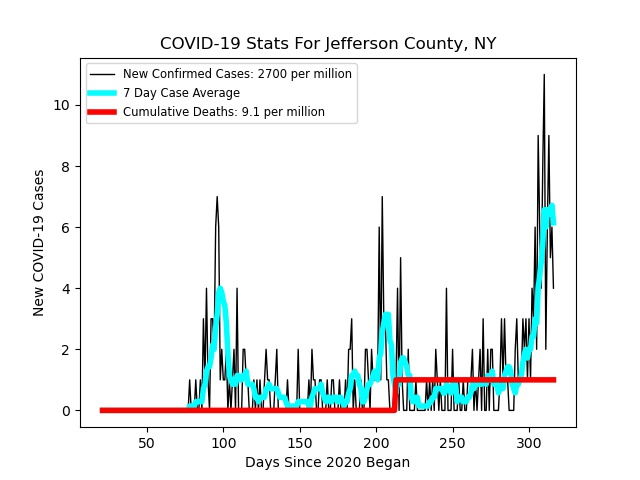 COVID-19 Stats For Jefferson County, NY
New Confirmed Cases: 2700 per million
7 Day Case Average
Cumulative Deaths: 9.1 per million
New COVID-19 Cases
10
8
6
4
2
0
50 100 150 200 250 300
Days Since 2020 Began